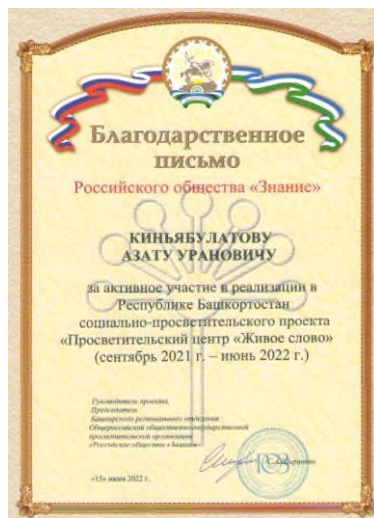 Благодарственное
письмо
Российского общества «Знание»
КИНЬЯБУЛАТОВУ
АЗАТУ УРАНОВИЧУ
за активное участие в реализации в
Республике Башкортостан
социально-просветительского проекта
«Просветительский центр «Живое слово»
(сентябрь 2021 г. – июнь 2022 г.)
Руководитель проекта,
Председатель
Башкирского регионального отделения
Общероссийской общественно-государственной
просветительской организации
«Российское общество «Знание»
«15» июня 2022 г.